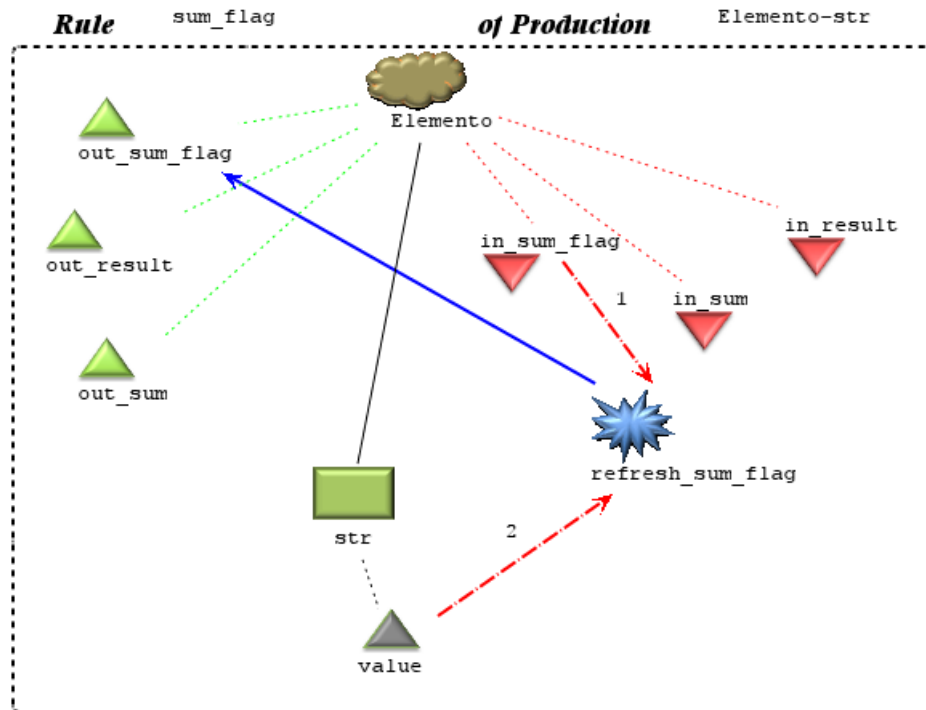 Rule sum_flag of Production Elemento-str
Elemento
out_sum_flag
in_result
in_sum_flag
out_result
in_sum
1
out_sum
refresh_sum_flag
2
str
value